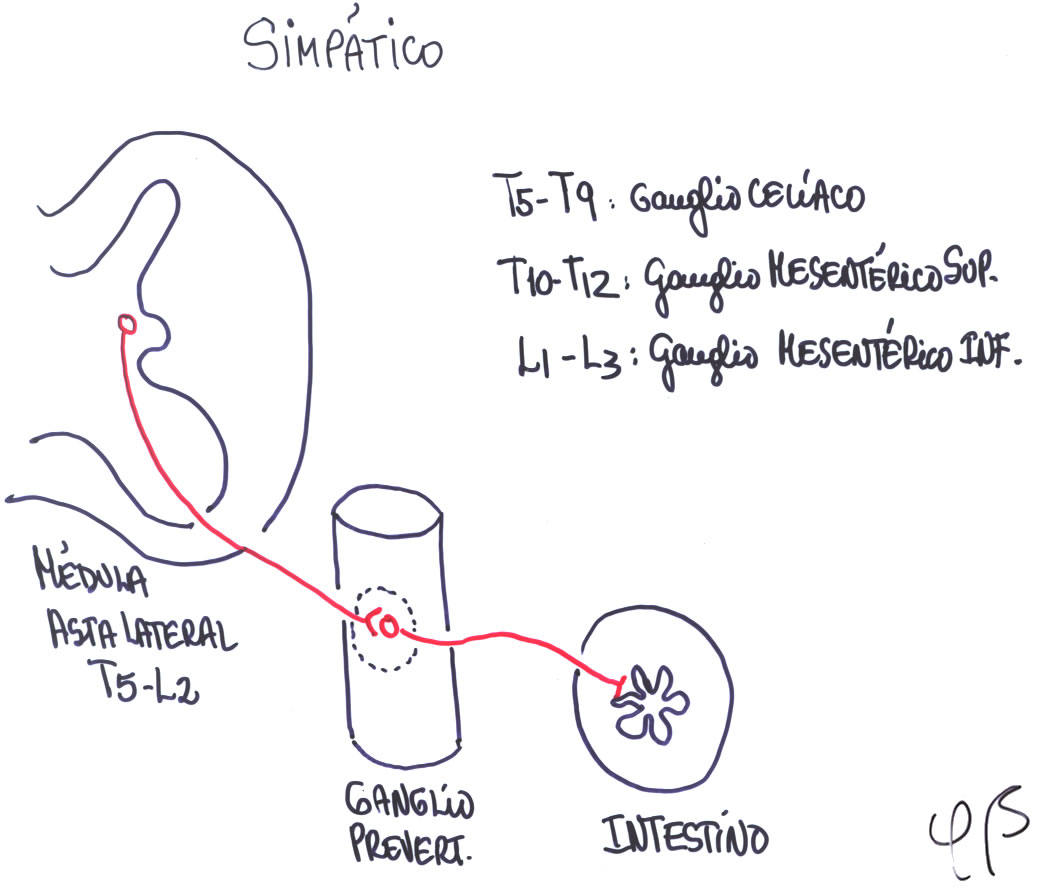 SIMPÁTICO
T5-T9: Ganglio CELÍACO
T10-T12: Ganglio MESENTÉRICO SUP.
L1-L3: Ganglio MESENTÉRICO INF.
MÉDULA
ASTA LATERAL
T5-L2
GANGLIO
PREVERT.
INTESTINO